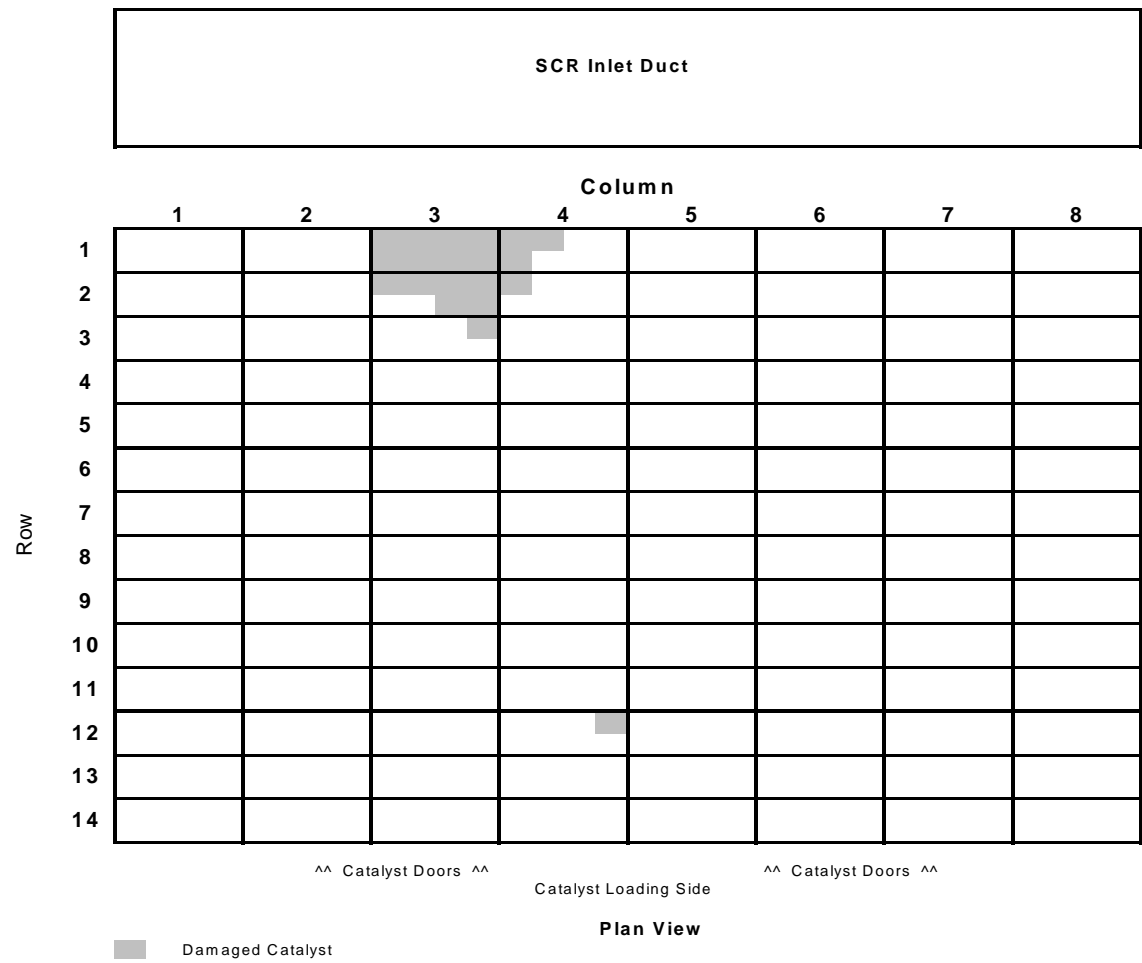 SCR Inlet Duct
Column
1 2 3 4 5 6 7 8
1
2
3
4
5
6
7
8
9
10
11
12
13
14
Row
^^ Catalyst Doors ^^ ^^ Catalyst Doors ^^
Catalyst Loading Side
Plan View
Damaged Catalyst